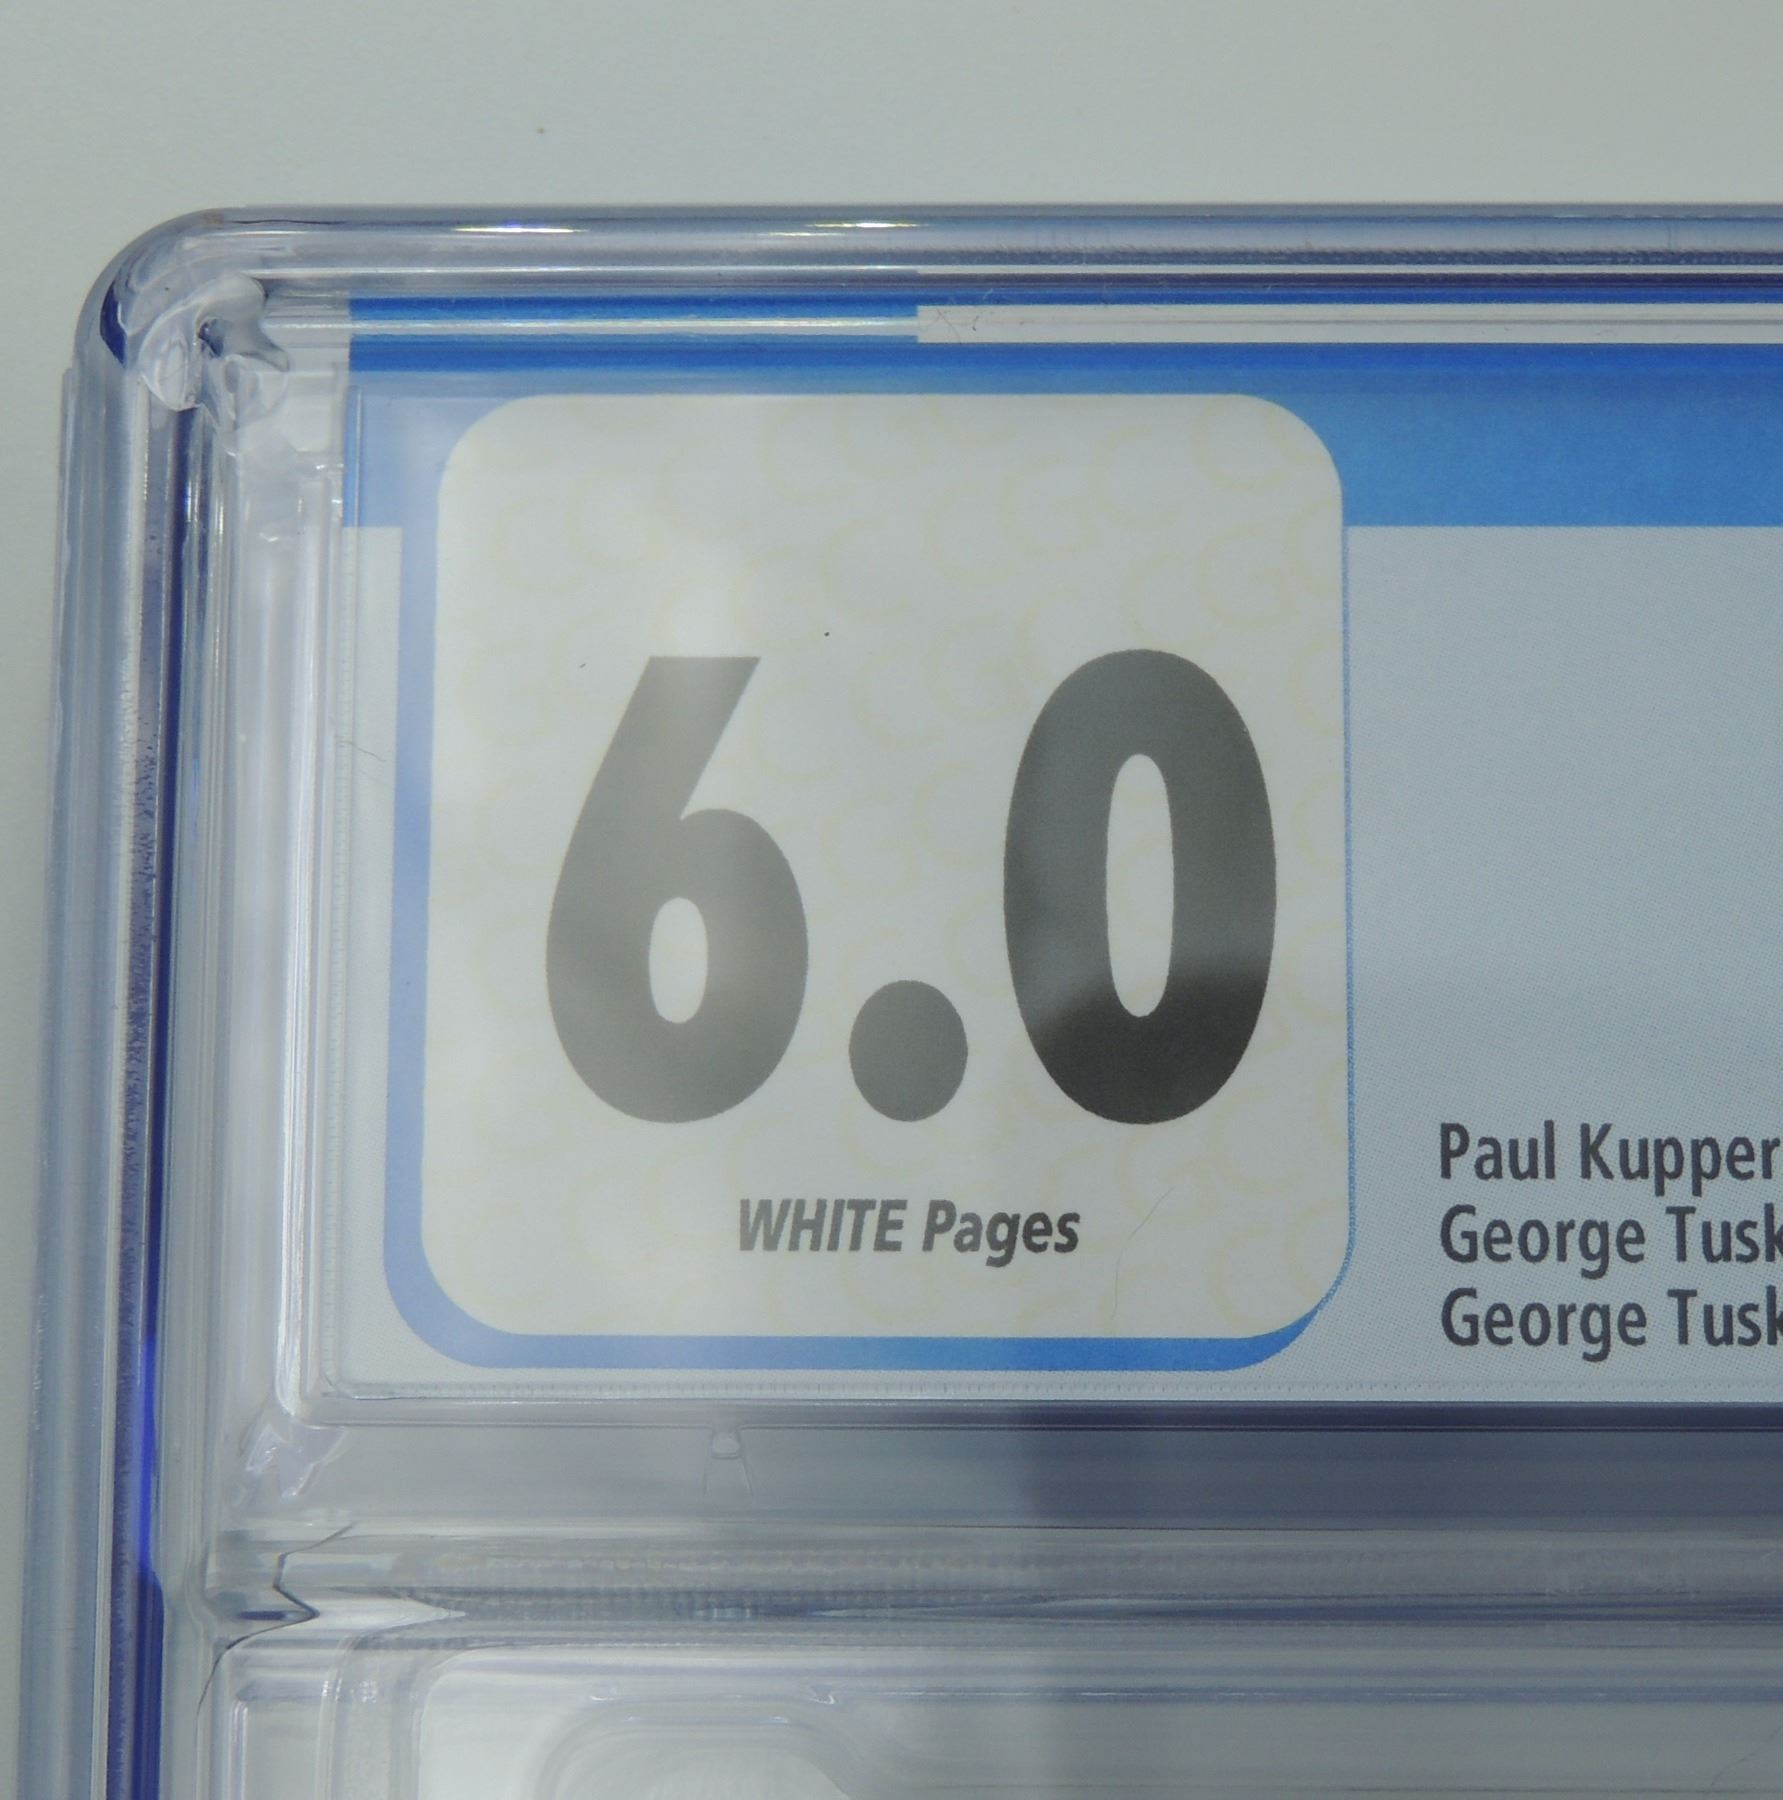 6.0
WHITE Pages
Paul Kupper
George Tusk
George Tusk